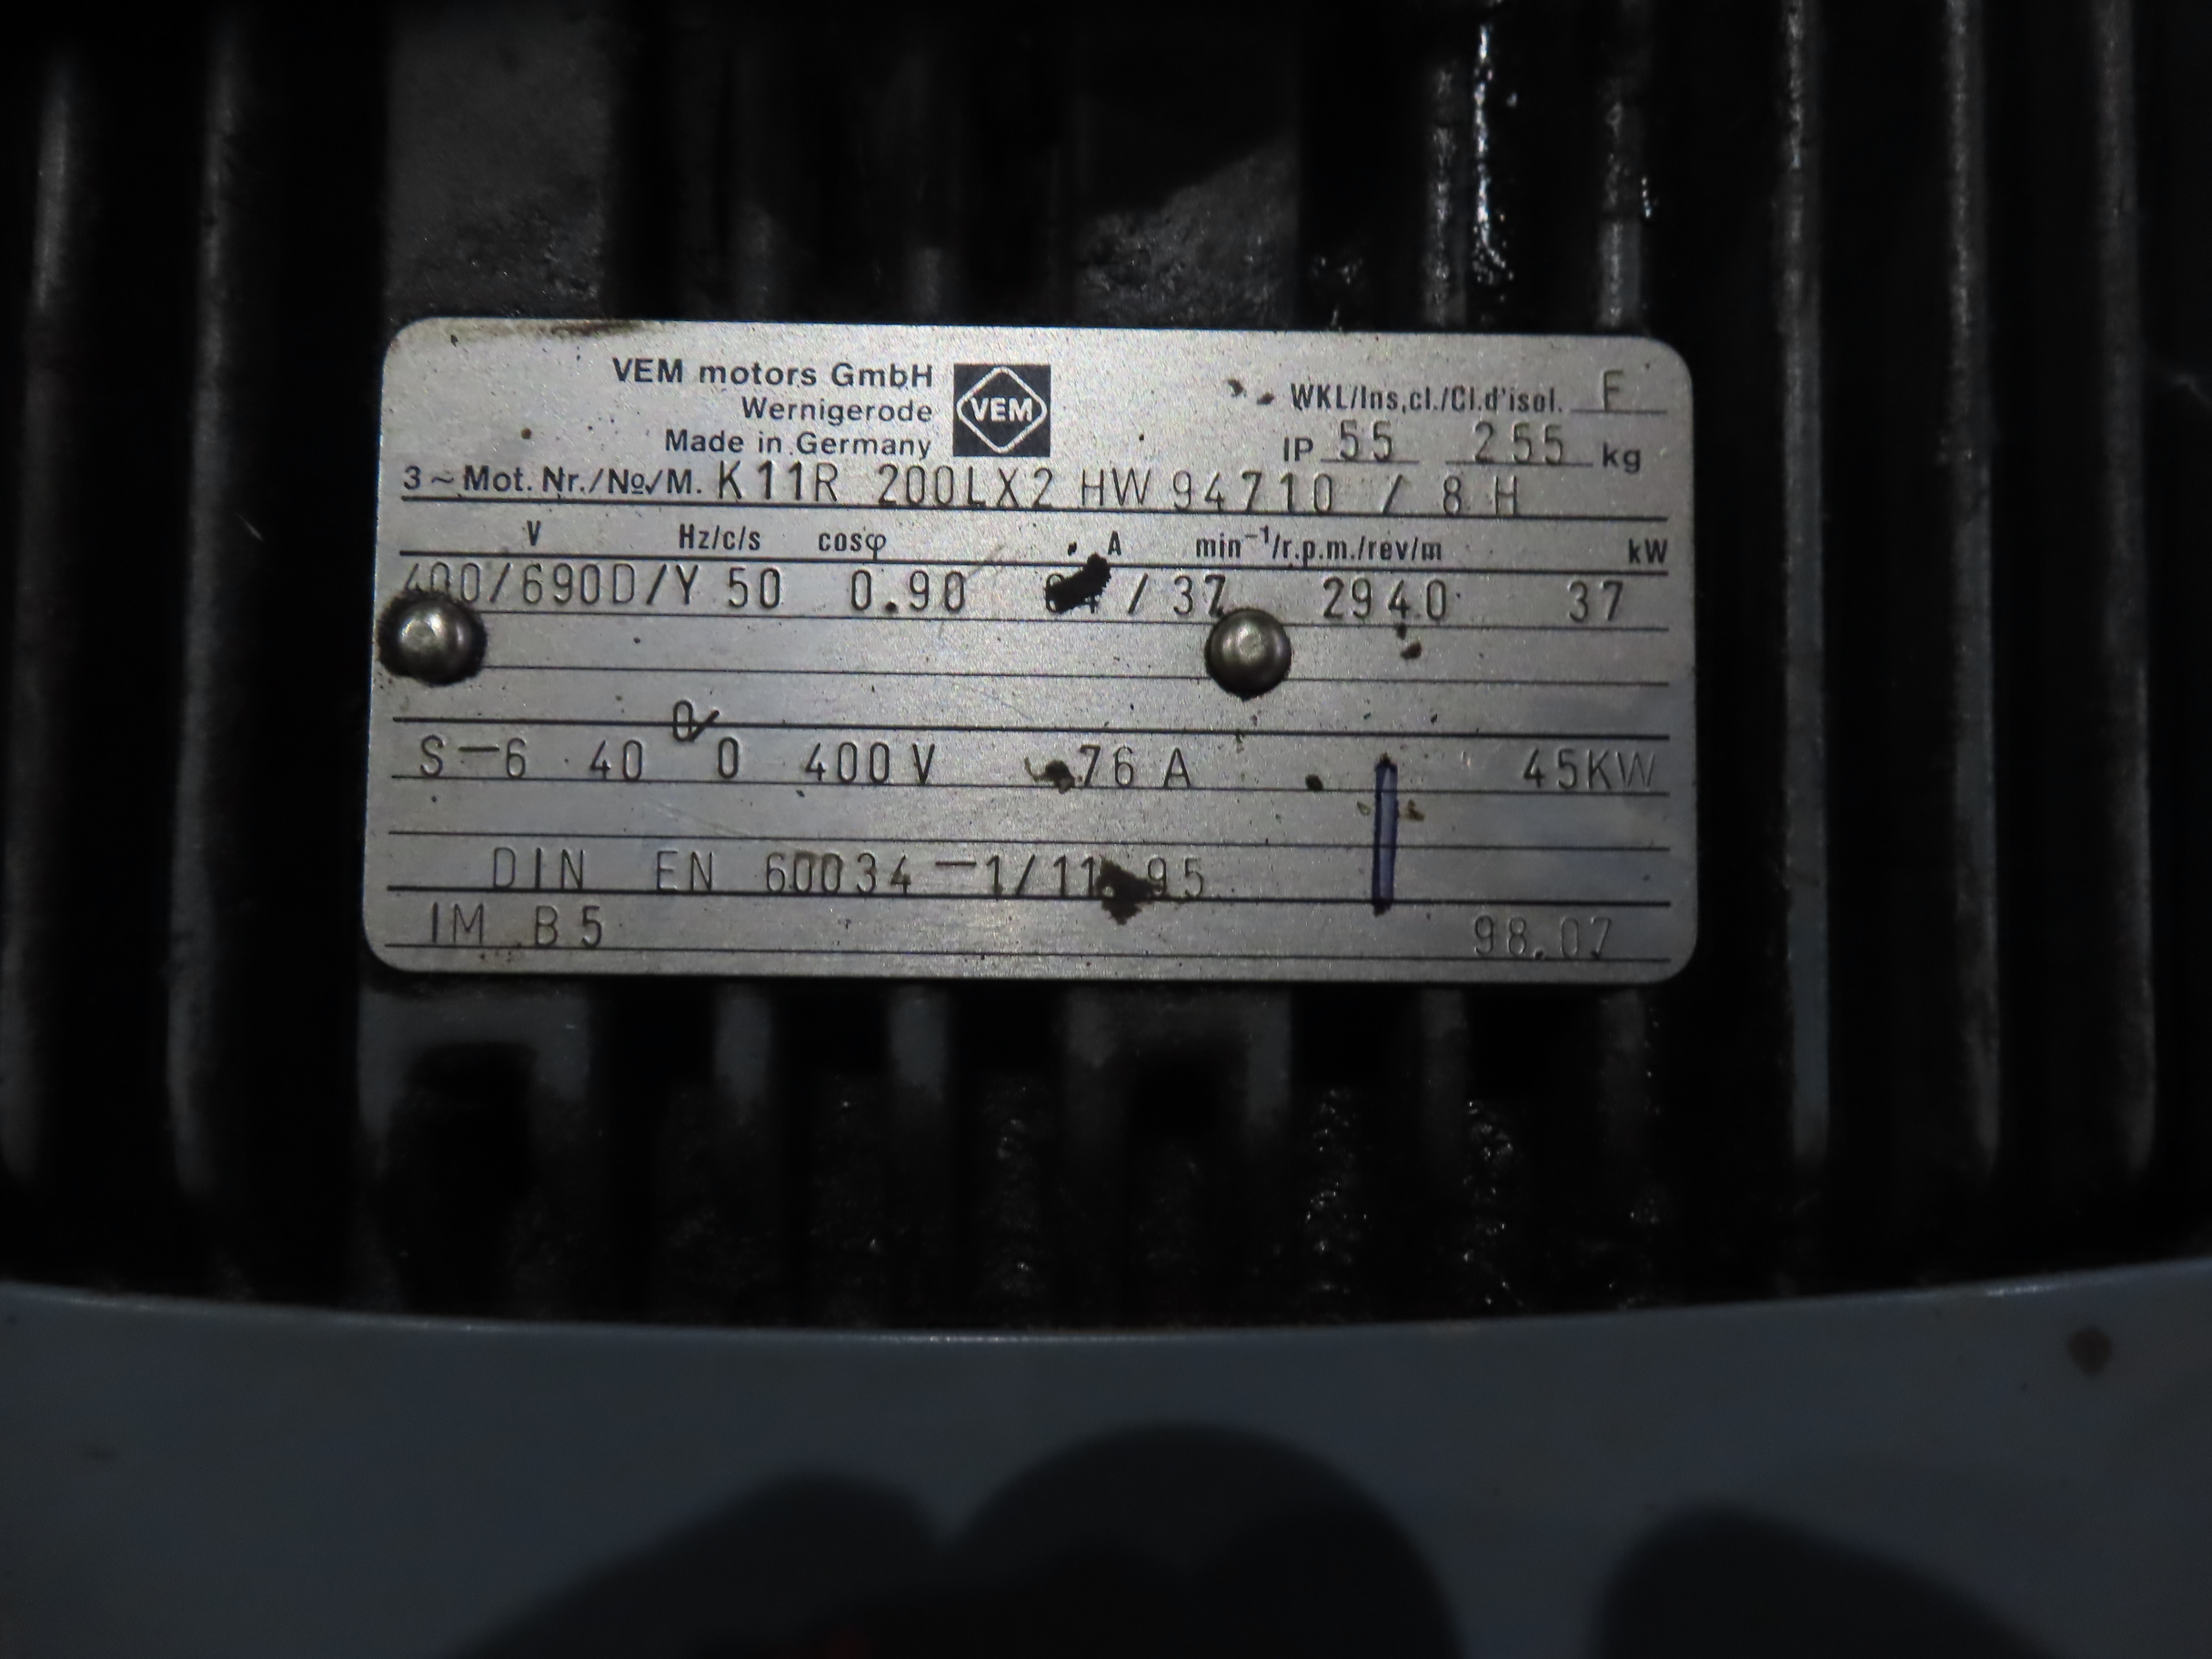 VEM motors GmbH
Wernigerode
Made in Germany
VEM
WKL/Ins,cl./Cl.d'isol. F
IP 55 255 kg
3~Mot. Nr./No/M. K11R 200LX2 HW 94710 / 8 H
V Hz/c/s cosφ A min⁻¹/r.p.m./rev/m kW
400/690D/Y 50 0.90 / 37 2940 37
S-6 40 0/0 400 V 76 A 45KW
DIN EN 60034-1/11 95
IM B5 98.07